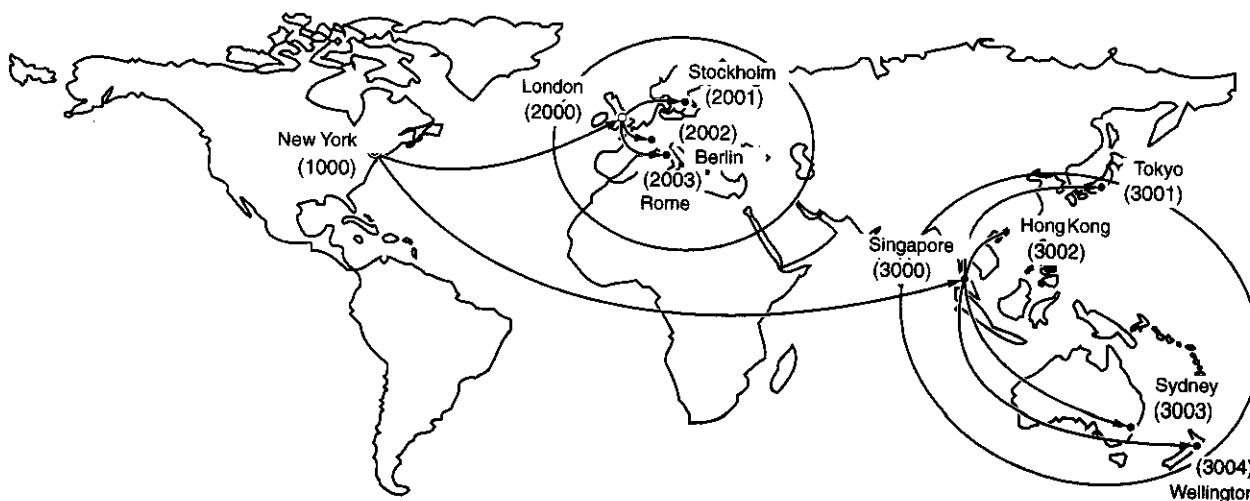 Stockholm
(2001)
London
(2000)
(2002)
Berlin
(2003)
Rome
New York
(1000)
Tokyo
(3001)
Hong Kong
(3002)
Singapore
(3000)
Sydney
(3003)
(3004)
Wellington